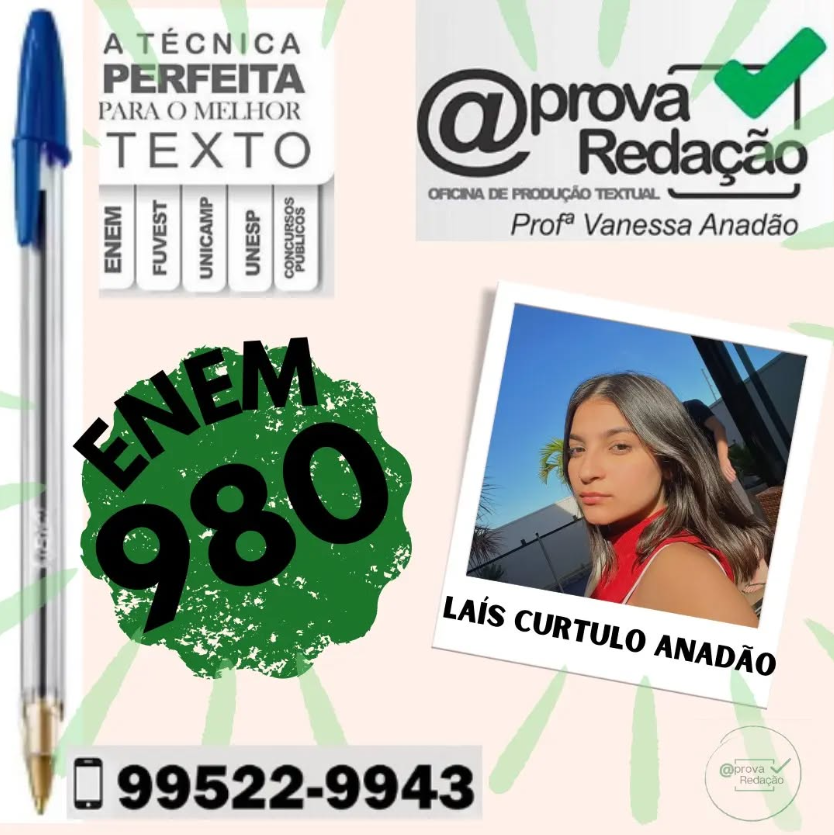 A TÉCNICA
PERFEITA
PARA O MELHOR
TEXTO
ENEM
FUVEST
UNICAMP
UNESP
CONCURSOS
PÚBLICOS
@prova
Redação
OFICINA DE PRODUÇÃO TEXTUAL
Profª Vanessa Anadão
ENEM
980
LAÍS CURTULO ANADÃO
99522-9943
@prova
Redação